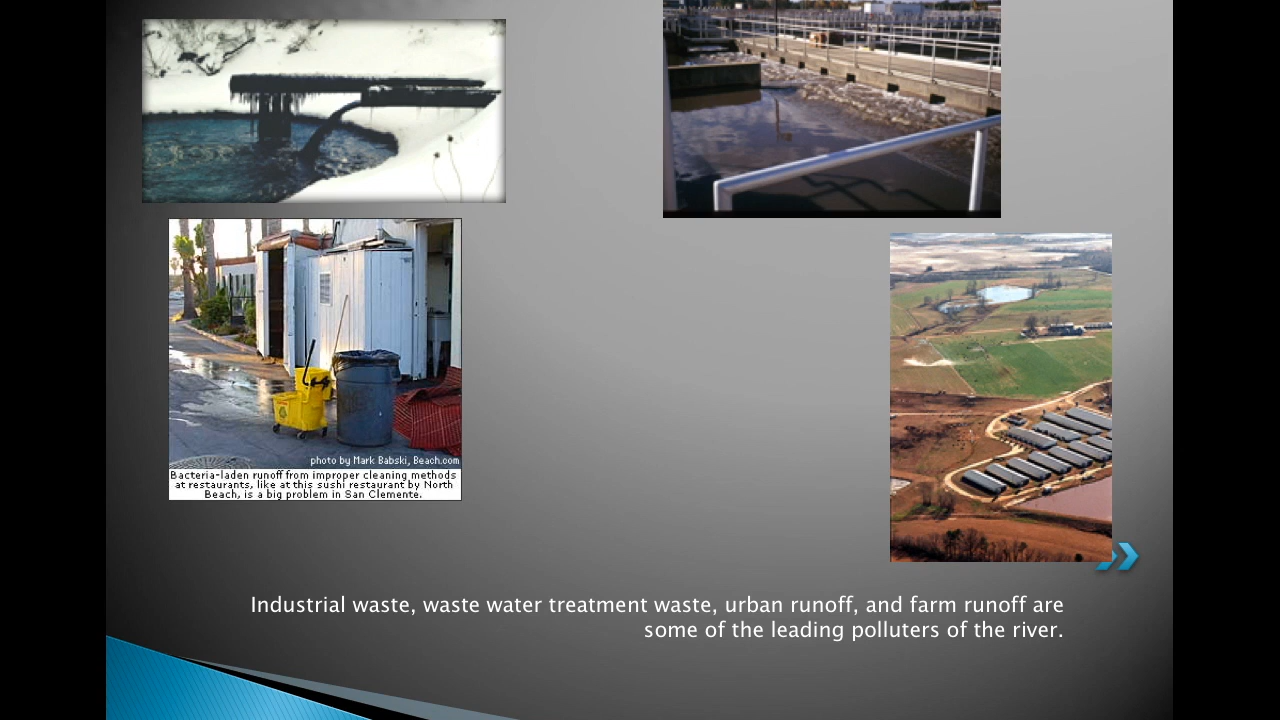 photo by Mark Babski, Beach.com
Bacteria-laden runoff from improper cleaning methods
at restaurants, like at this sushi restaurant by North
Beach, is a big problem in San Clemente.
Industrial waste, waste water treatment waste, urban runoff, and farm runoff are
some of the leading polluters of the river.